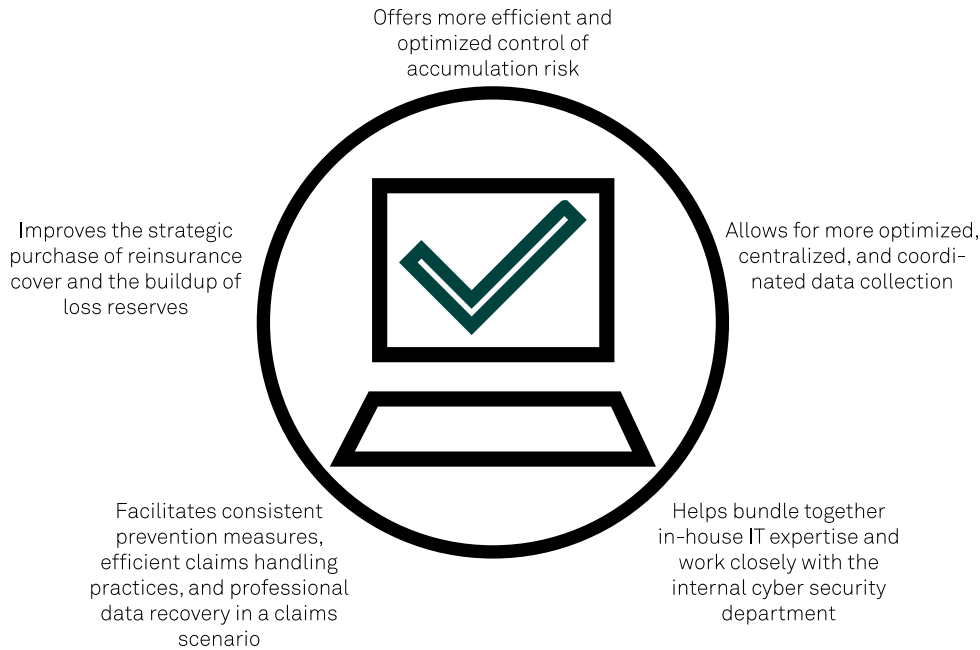 Offers more efficient and
optimized control of
accumulation risk
Improves the strategic
purchase of reinsurance
cover and the buildup of
loss reserves
Allows for more optimized,
centralized, and coordi-
nated data collection
Facilitates consistent
prevention measures,
efficient claims handling
practices, and professional
data recovery in a claims
scenario
Helps bundle together
in-house IT expertise and
work closely with the
internal cyber security
department